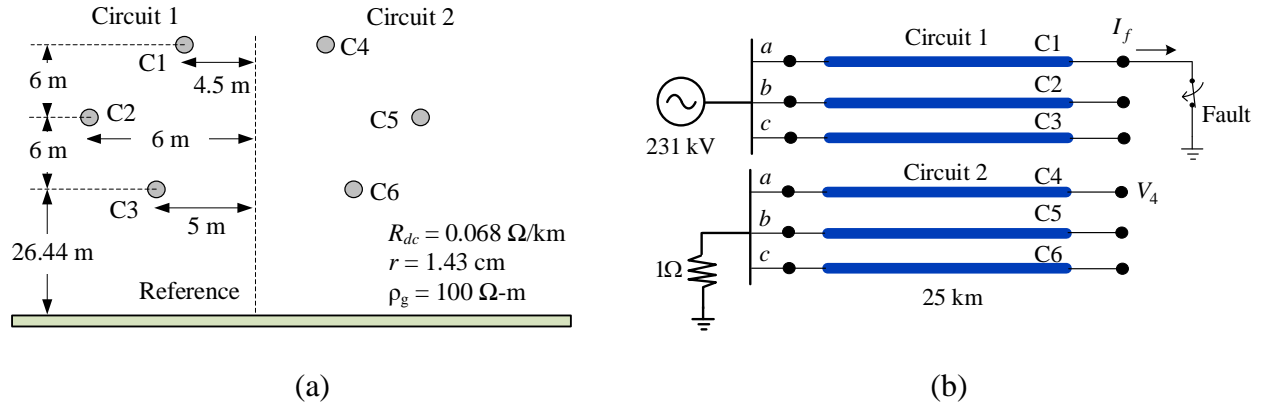 Circuit 1
Circuit 2
C1
C4
6 m
4.5 m
C2
C5
6 m
6 m
C3
C6
5 m
26.44 m
R_dc = 0.068 Ω/km
r = 1.43 cm
ρ_g = 100 Ω-m
Reference
(a)
a
Circuit 1
C1
I_f
b
C2
c
C3
Fault
231 kV
Circuit 2
a
C4
V_4
b
C5
1Ω
c
C6
25 km
(b)